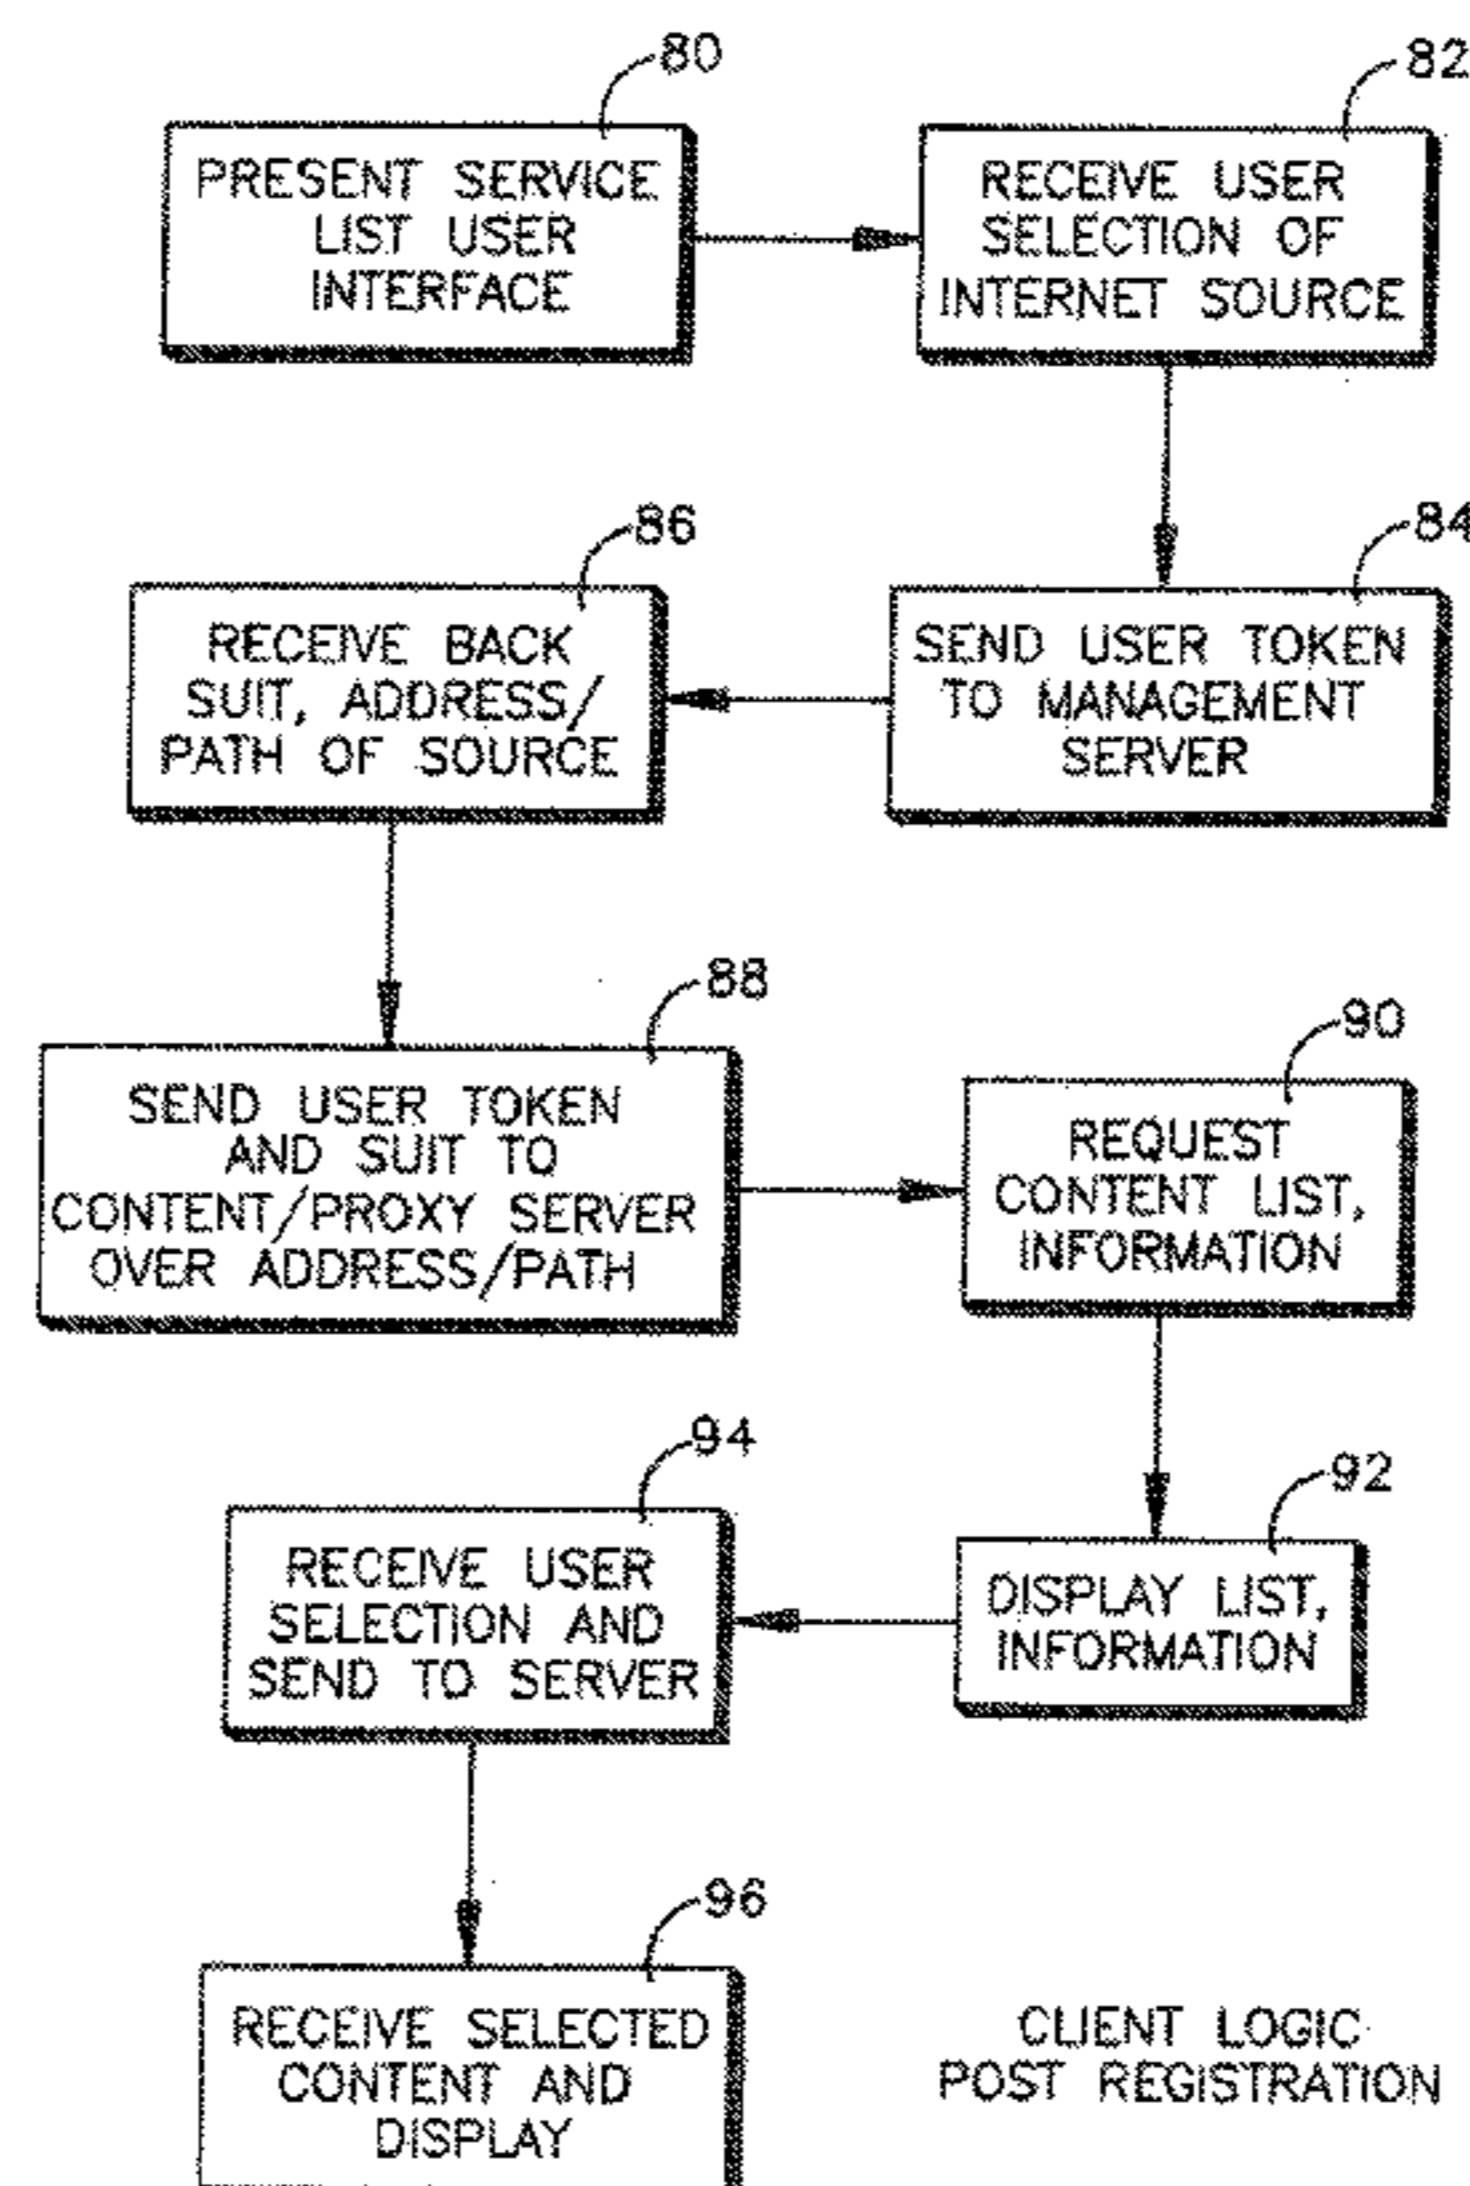 80
PRESENT SERVICE
LIST USER
INTERFACE
82
RECEIVE USER
SELECTION OF
INTERNET SOURCE
84
SEND USER TOKEN
TO MANAGEMENT
SERVER
86
RECEIVE BACK
SUIT, ADDRESS/
PATH OF SOURCE
88
SEND USER TOKEN
AND SUIT TO
CONTENT/PROXY SERVER
OVER ADDRESS/PATH
90
REQUEST
CONTENT LIST,
INFORMATION
92
DISPLAY LIST,
INFORMATION
94
RECEIVE USER
SELECTION AND
SEND TO SERVER
96
RECEIVE SELECTED
CONTENT AND
DISPLAY
CLIENT LOGIC
POST REGISTRATION